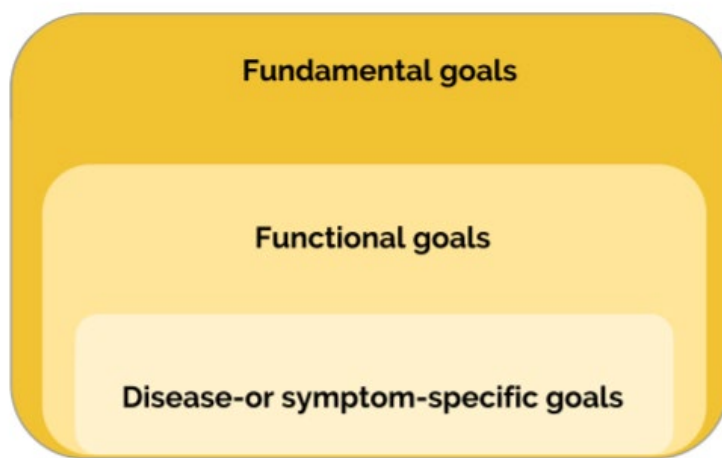 Fundamental goals
Functional goals
Disease-or symptom-specific goals